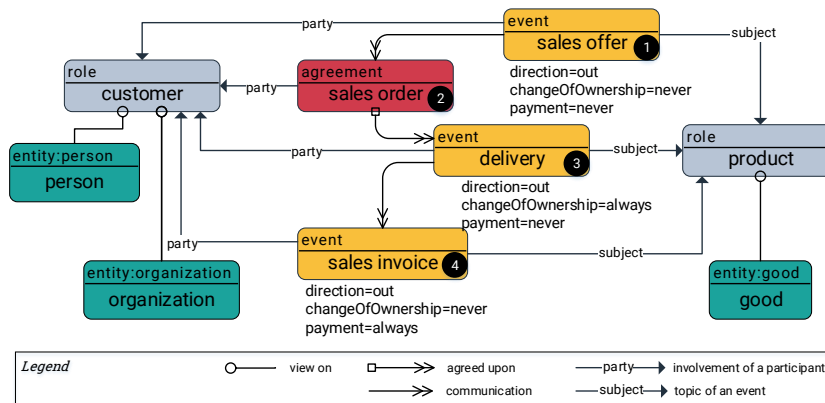 event
sales offer
1
direction=out
changeOfOwnership=never
payment=never
party
subject
role
customer
agreement
sales order
2
party
event
delivery
3
direction=out
changeOfOwnership=always
payment=never
party
subject
role
product
entity:person
person
entity:organization
organization
party
event
sales invoice
4
direction=out
changeOfOwnership=never
payment=always
subject
entity:good
good
Legend
view on
agreed upon
party
involvement of a participant
communication
subject
topic of an event